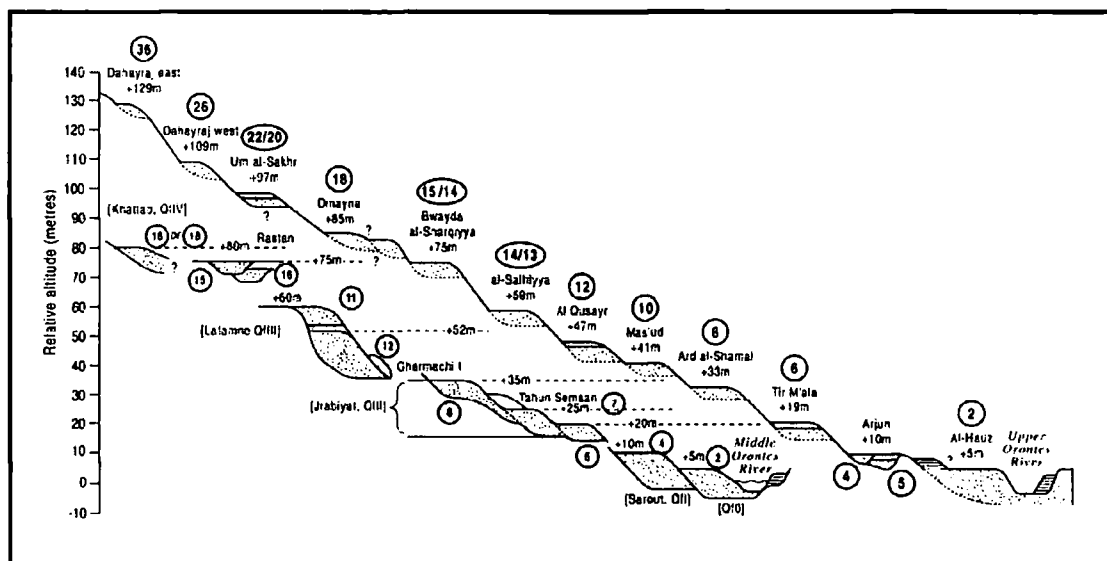 36
Dahayraj east
+129m
26
Dahayraj west
+109m
22/20
Um al-Sakhr
+97m
?
18
Dmayna
+85m
?
?
15/14
Bwayda
al-Sharqiyya
+75m
14/13
al-Salhiyya
+59m
12
Al Qusayr
+47m
10
Mas'ud
+41m
8
Ard al-Shamal
+33m
6
Tir M'ala
+19m
Arjun
+10m
4
5
2
Al-Hauz
?
+5m
Upper
Orontes
River
Relative altitude (metres)
140
130
120
110
100
90
80
70
60
50
40
30
20
10
0
-10
[Khattab, QfIV]
16 or 18
+80m
Rastan
?
15
16
+75m
+60m
11
[Latamne QfIII]
+52m
12
Gharmachi I
+35m
[Jrabiyat, QfII]
8
Tahun Semaan
7
+25m
+20m
6
+10m
4
+5m
2
Middle
Orontes
River
[Sarout, QfI]
[Qf0]